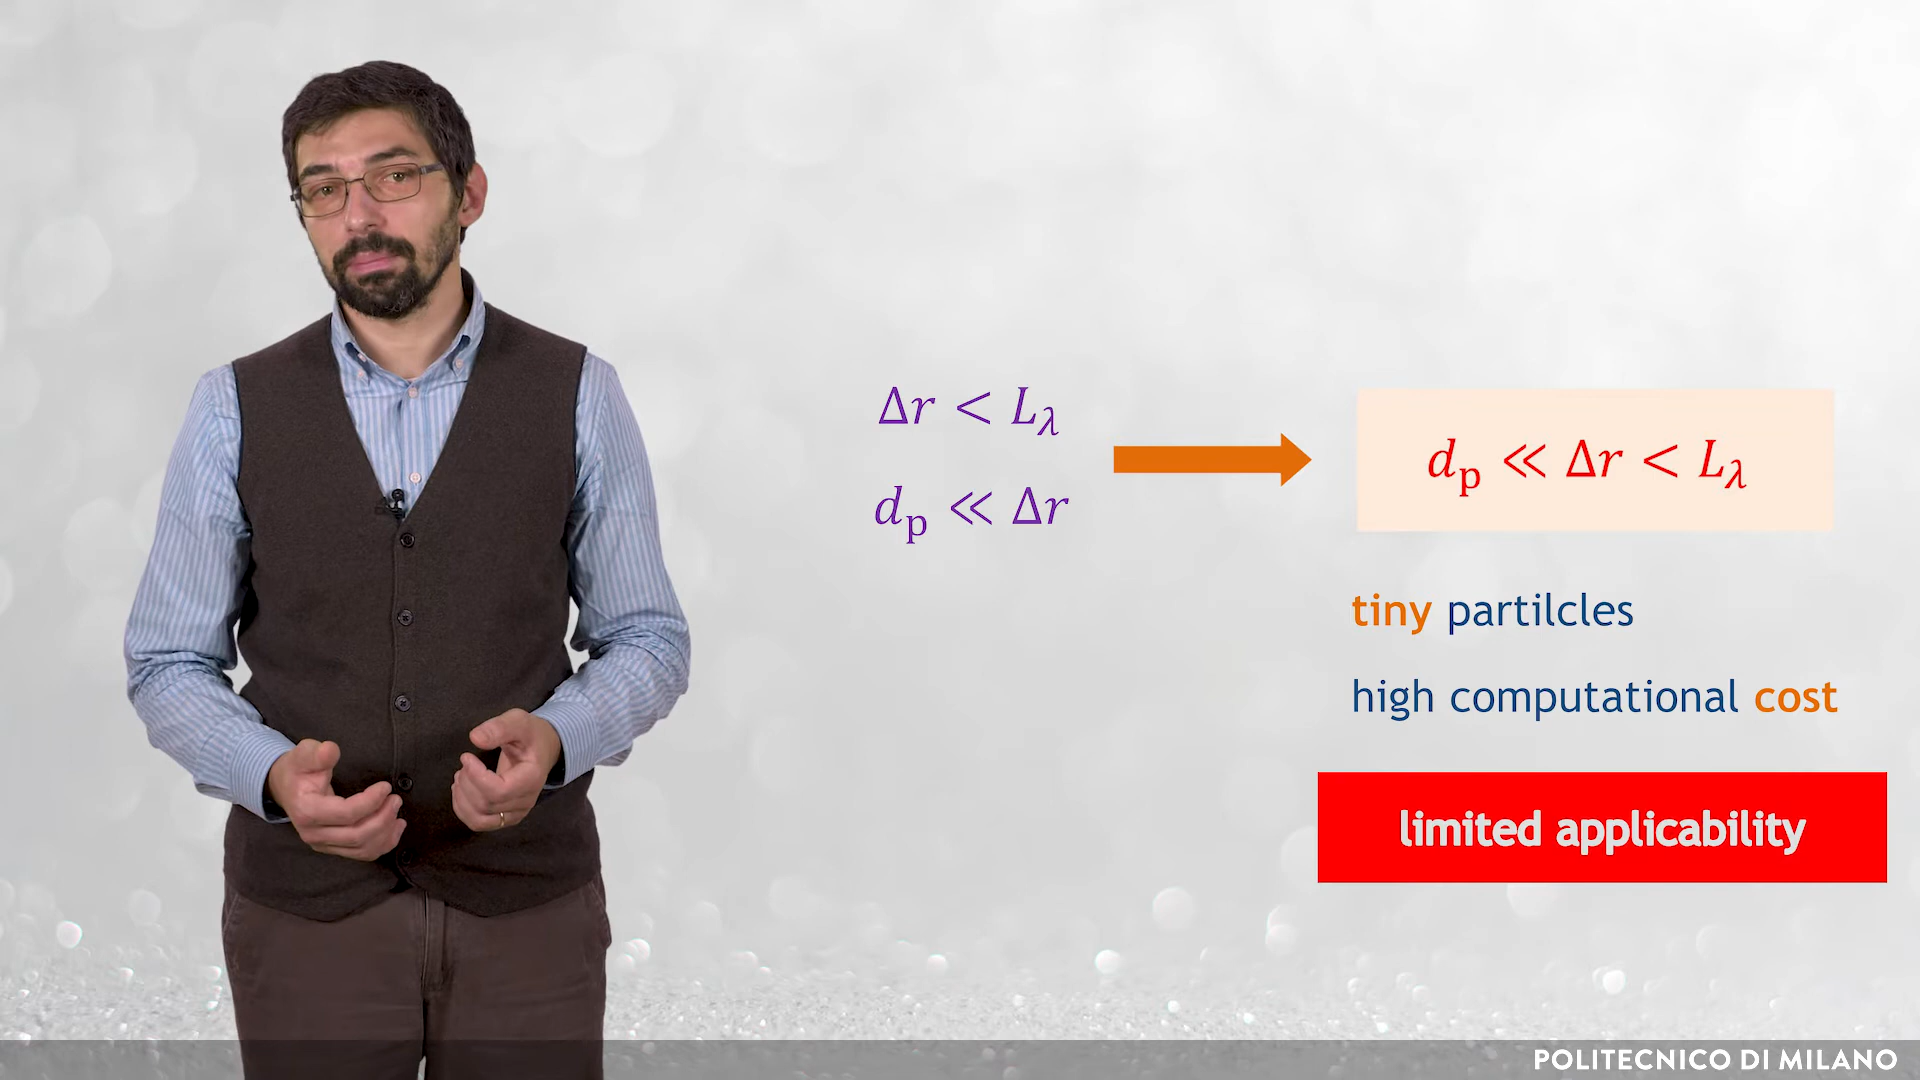 Δr < L_λ
d_p ≪ Δr
d_p ≪ Δr < L_λ
tiny partilcles
high computational cost
limited applicability
POLITECNICO DI MILANO